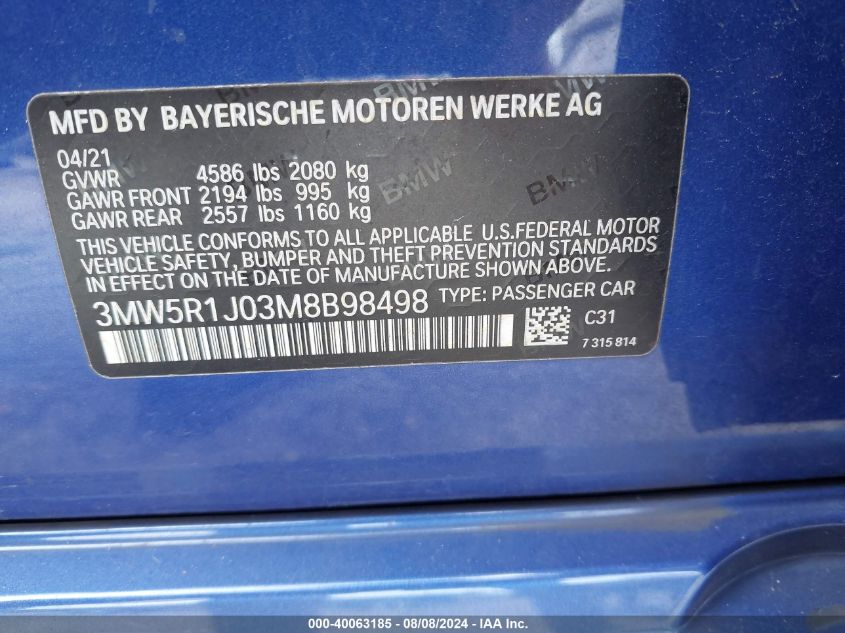 MFD BY BAYERISCHE MOTOREN WERKE AG
04/21
GVWR 4586 lbs 2080 kg
GAWR FRONT 2194 lbs 995 kg
GAWR REAR 2557 lbs 1160 kg
THIS VEHICLE CONFORMS TO ALL APPLICABLE U.S.FEDERAL MOTOR
VEHICLE SAFETY, BUMPER AND THEFT PREVENTION STANDARDS
IN EFFECT ON THE DATE OF MANUFACTURE SHOWN ABOVE.
3MW5R1J03M8B98498 TYPE: PASSENGER CAR
C31
7 315 814
BMW
BMW
000-40063185 - 08/08/2024 - IAA Inc.